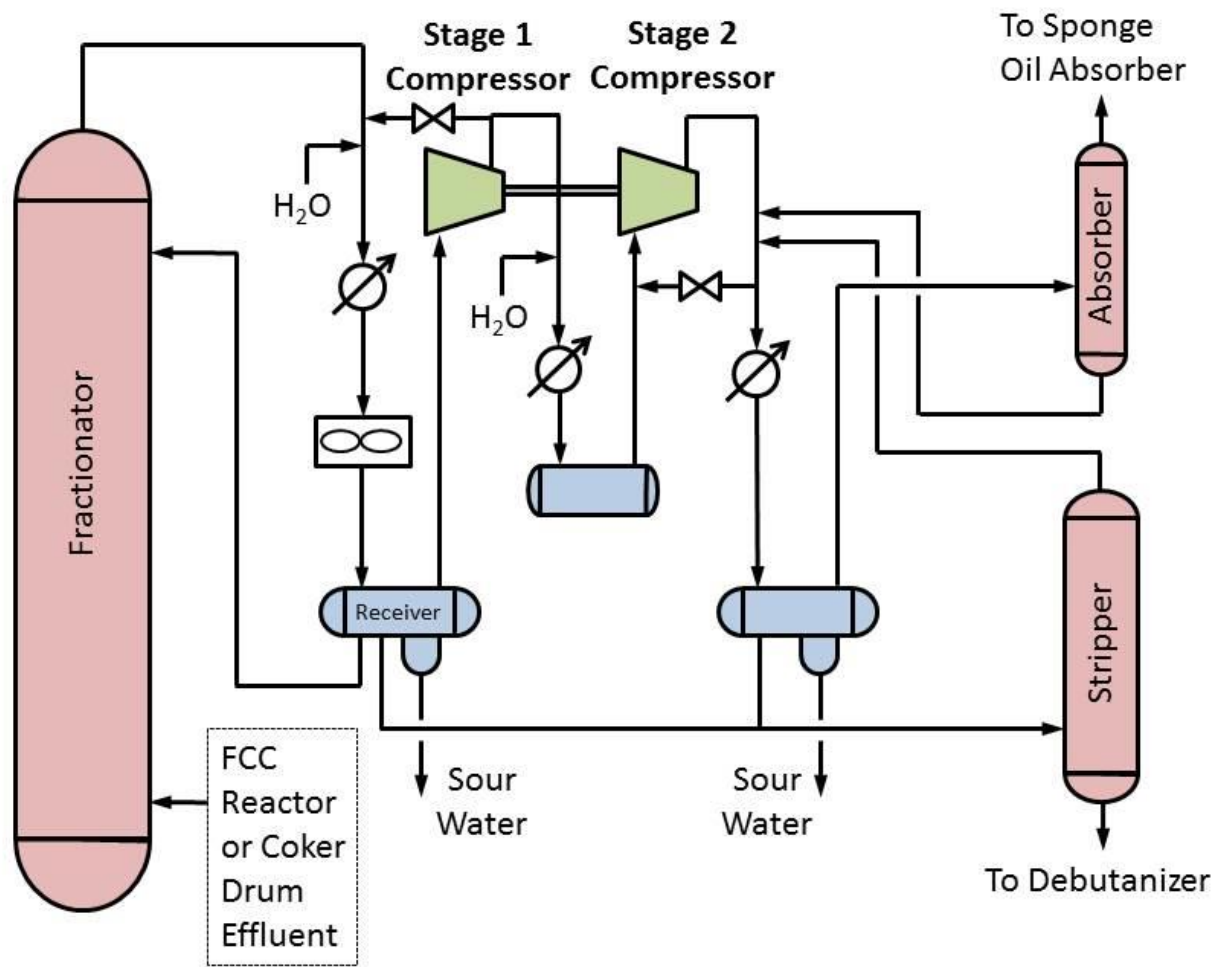 Stage 1
Compressor
Stage 2
Compressor
To Sponge
Oil Absorber
H₂O
H₂O
Absorber
Fractionator
Receiver
Stripper
FCC
Reactor
or Coker
Drum
Effluent
Sour
Water
Sour
Water
To Debutanizer